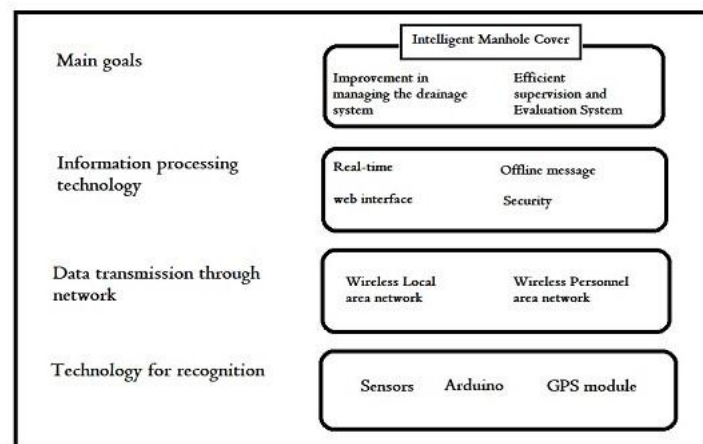 Intelligent Manhole Cover
Main goals
Improvement in
managing the drainage
system
Efficient
supervision and
Evaluation System
Information processing
technology
Real-time
Offline message
web interface
Security
Data transmission through
network
Wireless Local
area network
Wireless Personnel
area network
Technology for recognition
Sensors
Arduino
GPS module